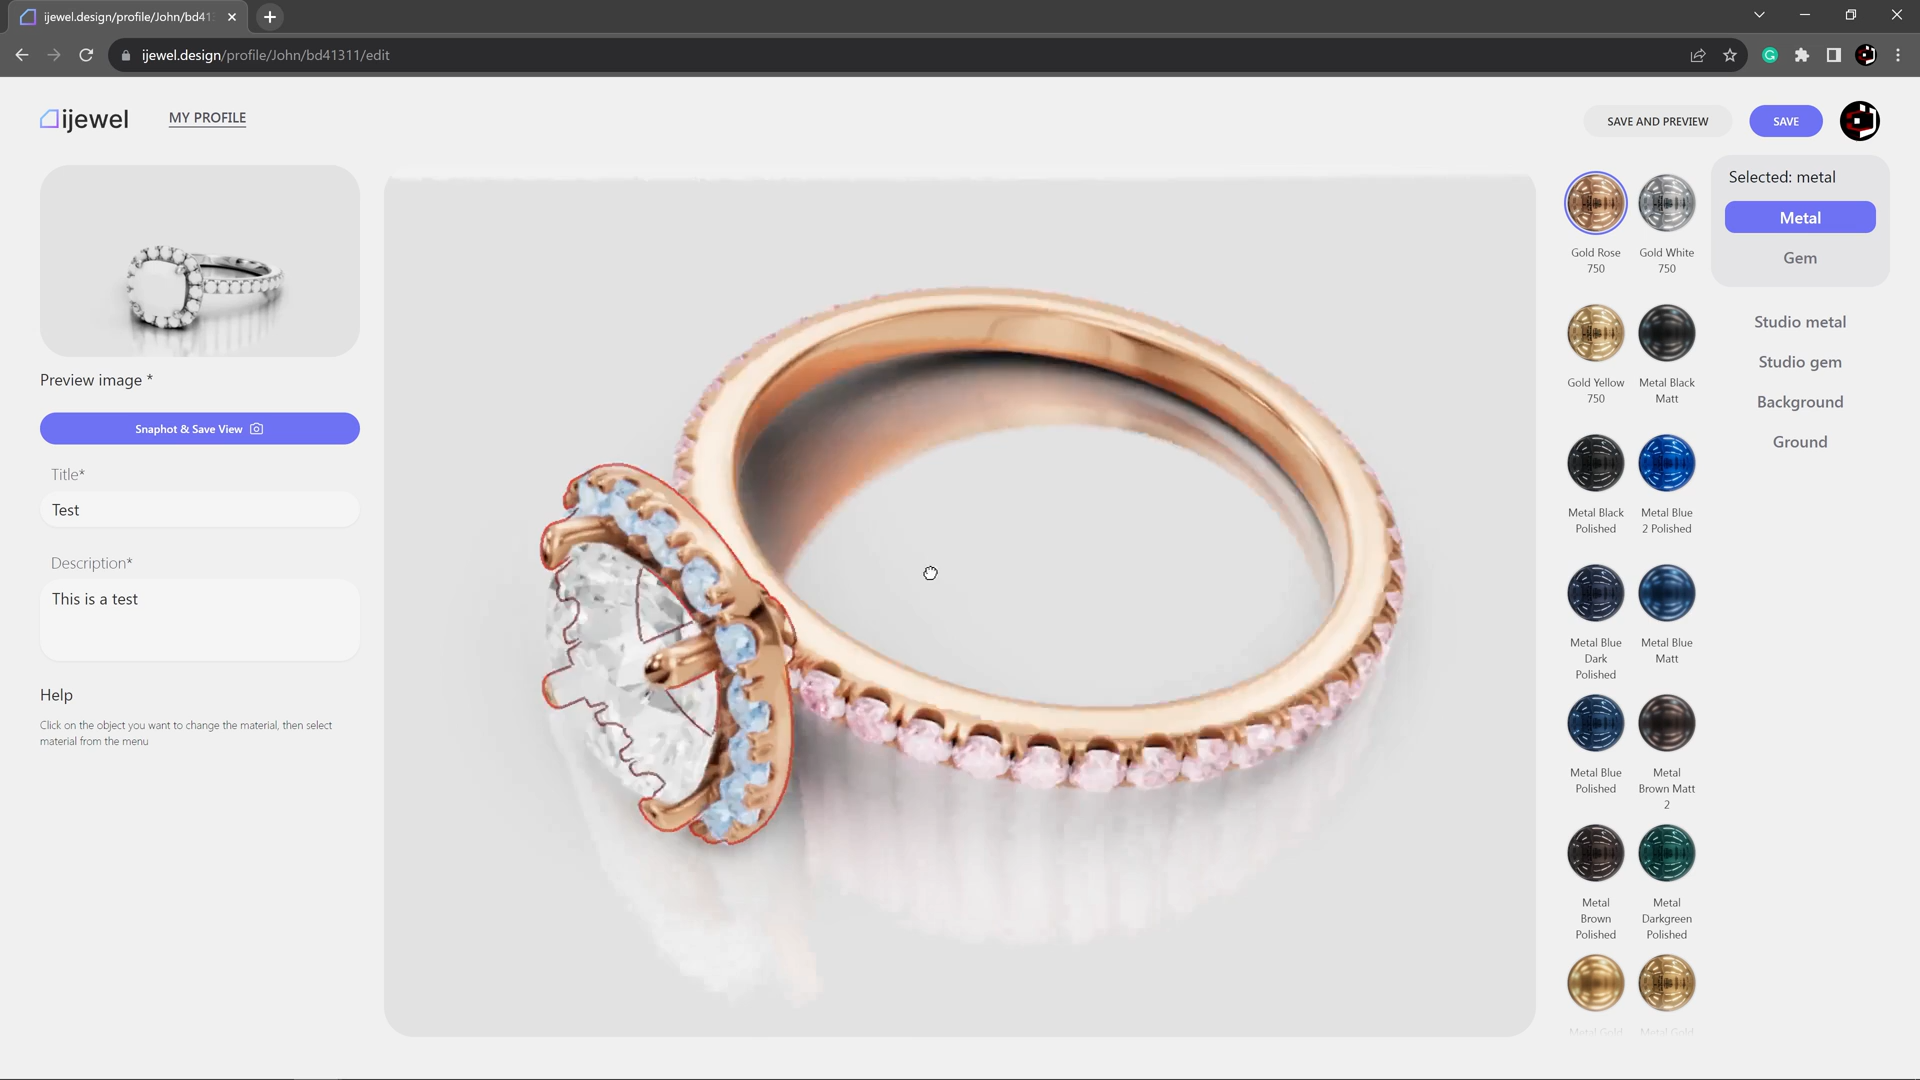 ijewel.design/profile/John/bd41
ijewel.design/profile/John/bd41311/edit
ijewel
MY PROFILE
SAVE AND PREVIEW
SAVE
Preview image *
Snaphot & Save View
Title*
Test
Description*
This is a test
Help
Click on the object you want to change the material, then select
material from the menu
Gold Rose
750
Gold White
750
Gold Yellow
750
Metal Black
Matt
Metal Black
Polished
Metal Blue
2 Polished
Metal Blue
Dark
Polished
Metal Blue
Matt
Metal Blue
Polished
Metal
Brown Matt
2
Metal
Brown
Polished
Metal
Darkgreen
Polished
Metal Gold
Metal Gold
Selected: metal
Metal
Gem
Studio metal
Studio gem
Background
Ground